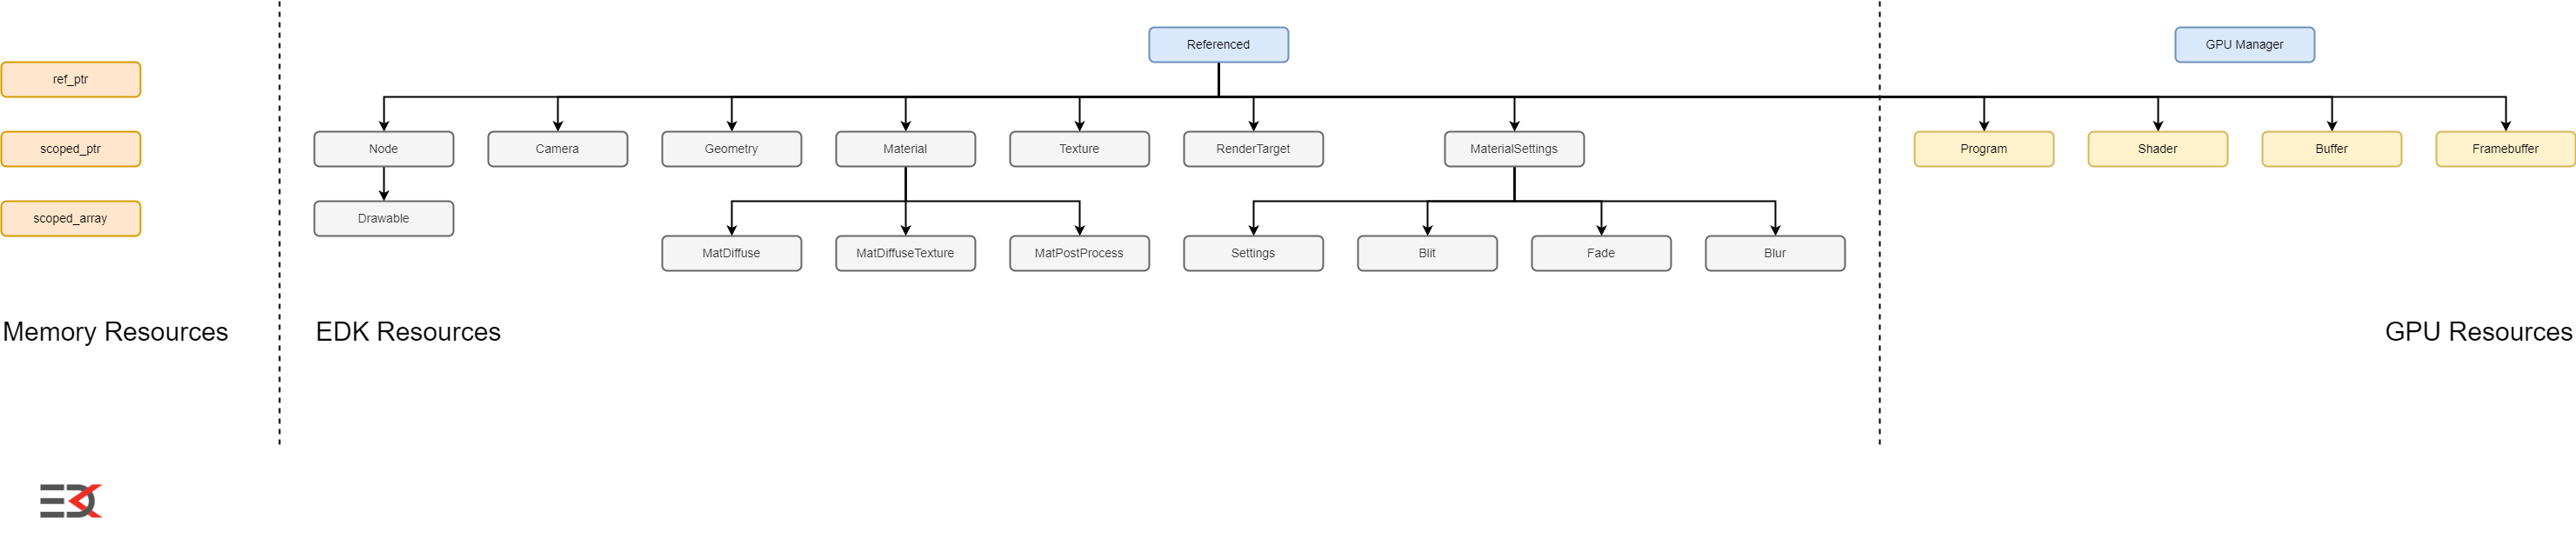 Referenced
GPU Manager
ref_ptr
scoped_ptr
Node
Camera
Geometry
Material
Texture
RenderTarget
MaterialSettings
Program
Shader
Buffer
Framebuffer
scoped_array
Drawable
MatDiffuse
MatDiffuseTexture
MatPostProcess
Settings
Blit
Fade
Blur
Memory Resources
EDK Resources
GPU Resources
EDK